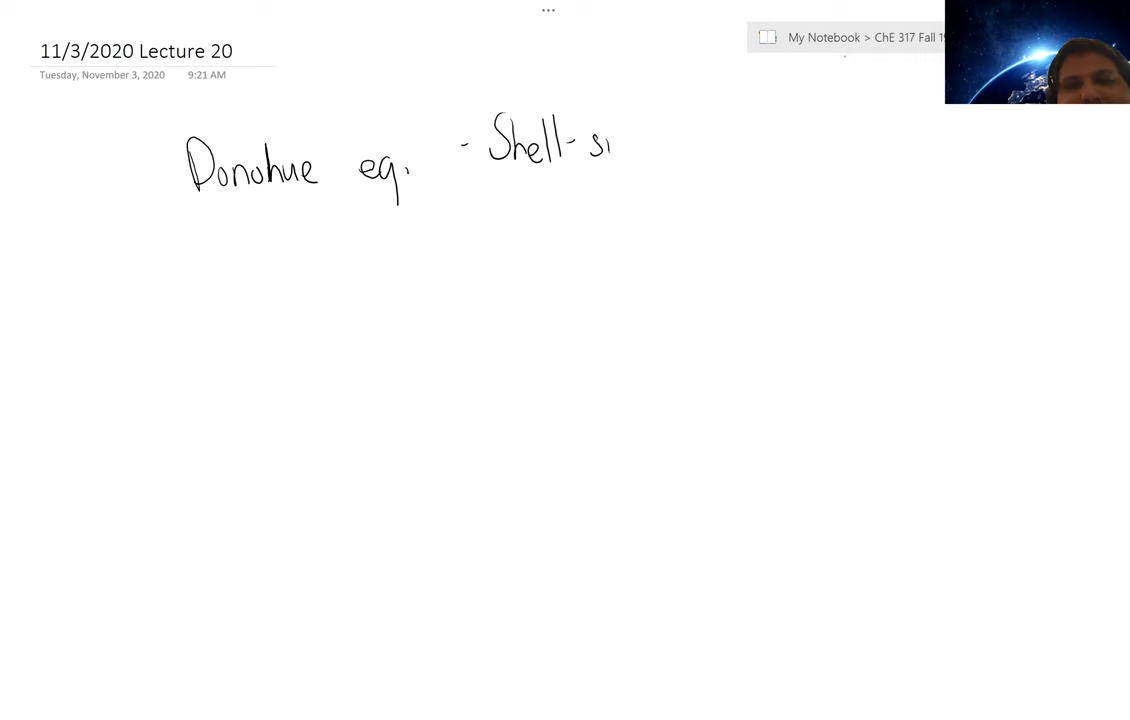 11/3/2020 Lecture 20
Tuesday, November 3, 2020 9:21 AM
My Notebook > ChE 317 Fall
Donohue eq. - Shell-si